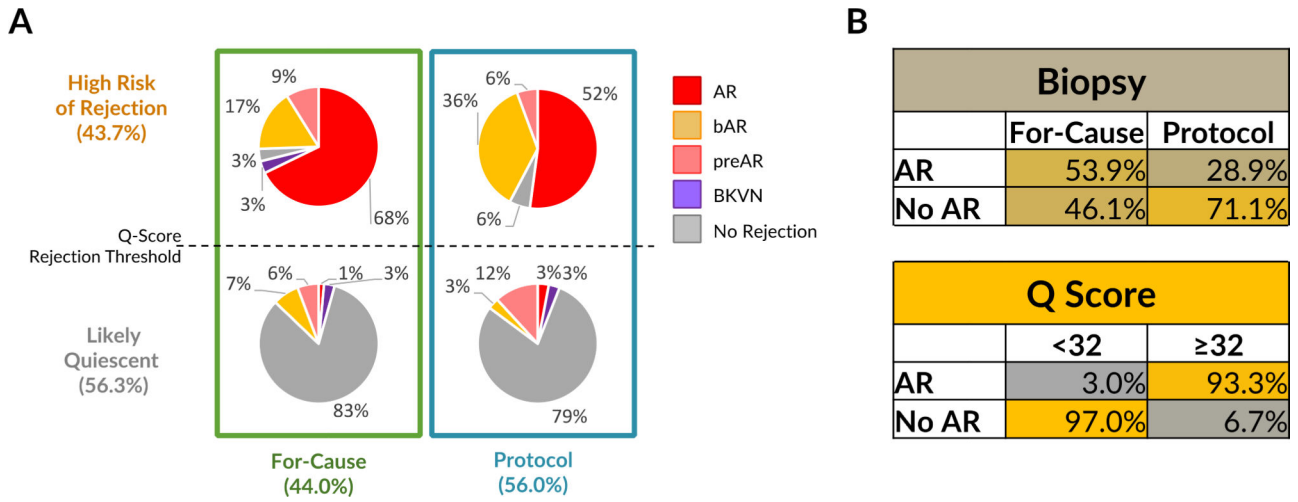 A
B
High Risk
of Rejection
(43.7%)
9%
17%
3%
3%
68%
6%
36%
52%
6%
AR
bAR
preAR
BKVN
No Rejection
Q-Score
Rejection Threshold
Likely
Quiescent
(56.3%)
7%
6%
1%
3%
83%
3%
12%
3%
3%
79%
For-Cause
(44.0%)
Protocol
(56.0%)
Biopsy
For-Cause Protocol
AR 53.9% 28.9%
No AR 46.1% 71.1%
Q Score
<32 ≥32
AR 3.0% 93.3%
No AR 97.0% 6.7%